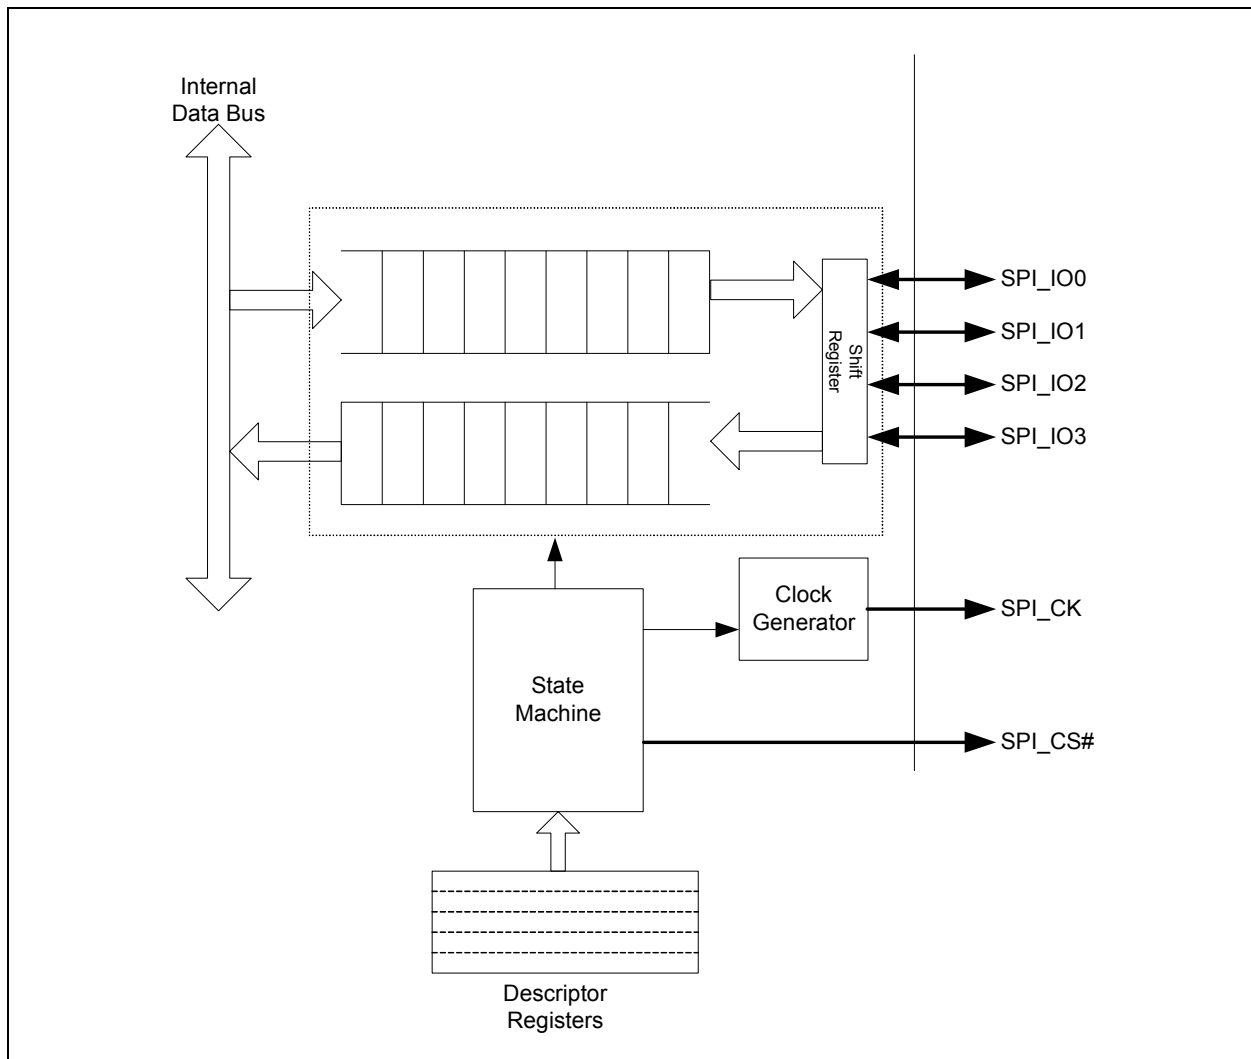 Internal
Data Bus
Shift
Register
SPI_IO0
SPI_IO1
SPI_IO2
SPI_IO3
Clock
Generator
SPI_CK
State
Machine
SPI_CS#
Descriptor
Registers